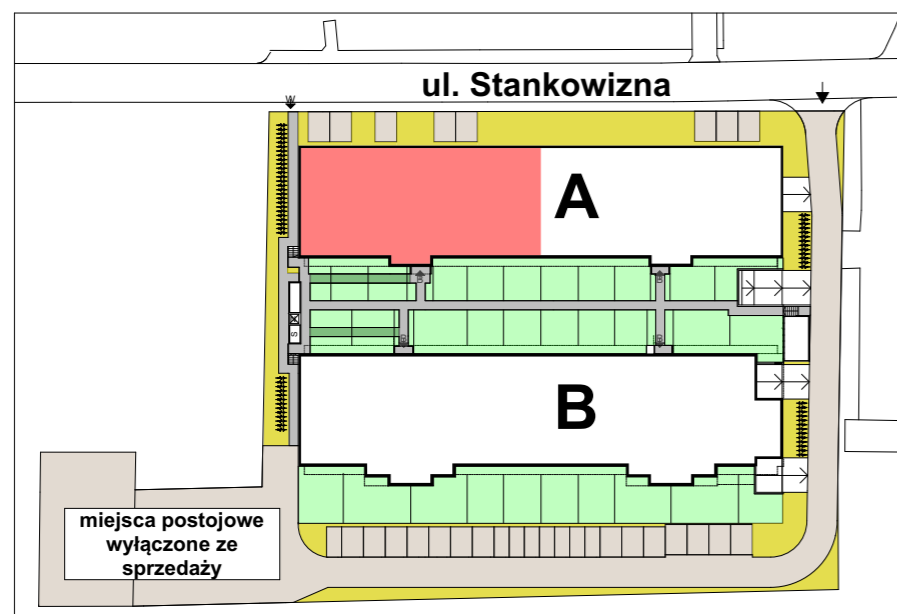 ul. Stankowizna
A
S
B
miejsca postojowe
wyłączone ze
sprzedaży